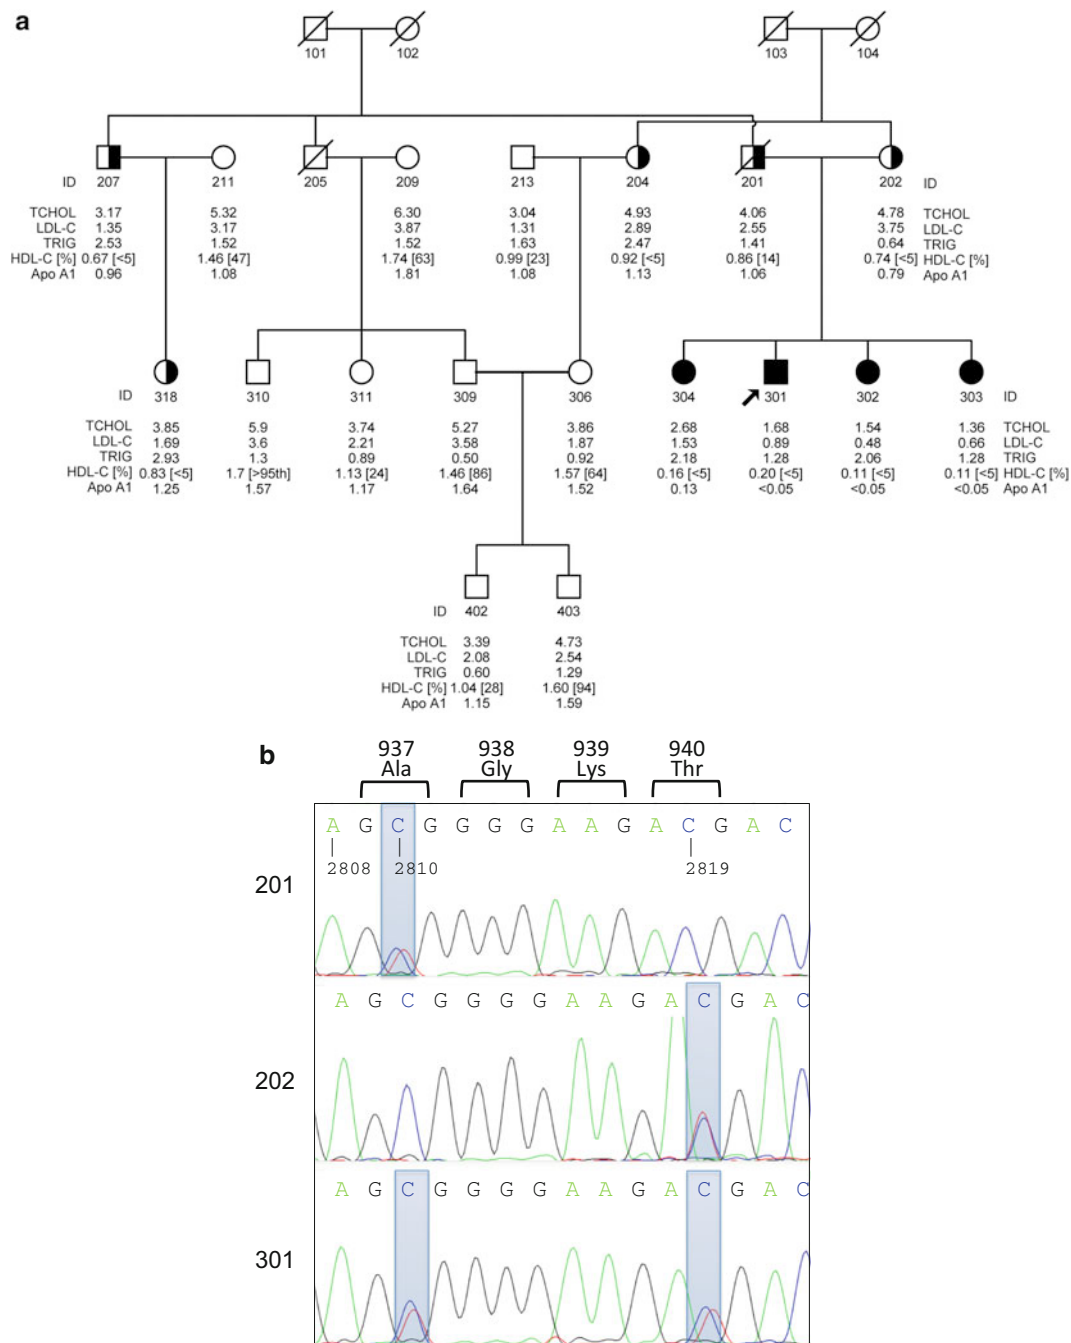 a
101 102 103 104
ID 207 211 205 209 213 204 201 202 ID
TCHOL 3.17 5.32 6.30 3.04 4.93 4.06 4.78 TCHOL
LDL-C 1.35 3.17 3.87 1.31 2.89 2.55 3.75 LDL-C
TRIG 2.53 1.52 1.52 1.63 2.47 1.41 0.64 TRIG
HDL-C [%] 0.67 [<5] 1.46 [47] 1.74 [63] 0.99 [23] 0.92 [<5] 0.86 [14] 0.74 [<5] HDL-C [%]
Apo A1 0.96 1.08 1.81 1.08 1.13 1.06 0.79 Apo A1
ID 318 310 311 309 306 304 301 302 303 ID
TCHOL 3.85 5.9 3.74 5.27 3.86 2.68 1.68 1.54 1.36 TCHOL
LDL-C 1.69 3.6 2.21 3.58 1.87 1.53 0.89 0.48 0.66 LDL-C
TRIG 2.93 1.3 0.89 0.50 0.92 2.18 1.28 2.06 1.28 TRIG
HDL-C [%] 0.83 [<5] 1.7 [>95th] 1.13 [24] 1.46 [86] 1.57 [64] 0.16 [<5] 0.20 [<5] 0.11 [<5] 0.11 [<5] HDL-C [%]
Apo A1 1.25 1.57 1.17 1.64 1.52 0.13 <0.05 <0.05 <0.05 Apo A1
ID 402 403
TCHOL 3.39 4.73
LDL-C 2.08 2.54
TRIG 0.60 1.29
HDL-C [%] 1.04 [28] 1.60 [94]
Apo A1 1.15 1.59
b
937 938 939 940
Ala Gly Lys Thr
A G C G G G G A A G A C G A C
2808 2810 2819
201
A G C G G G G A A G A C G A C
202
A G C G G G G A A G A C G A C
301